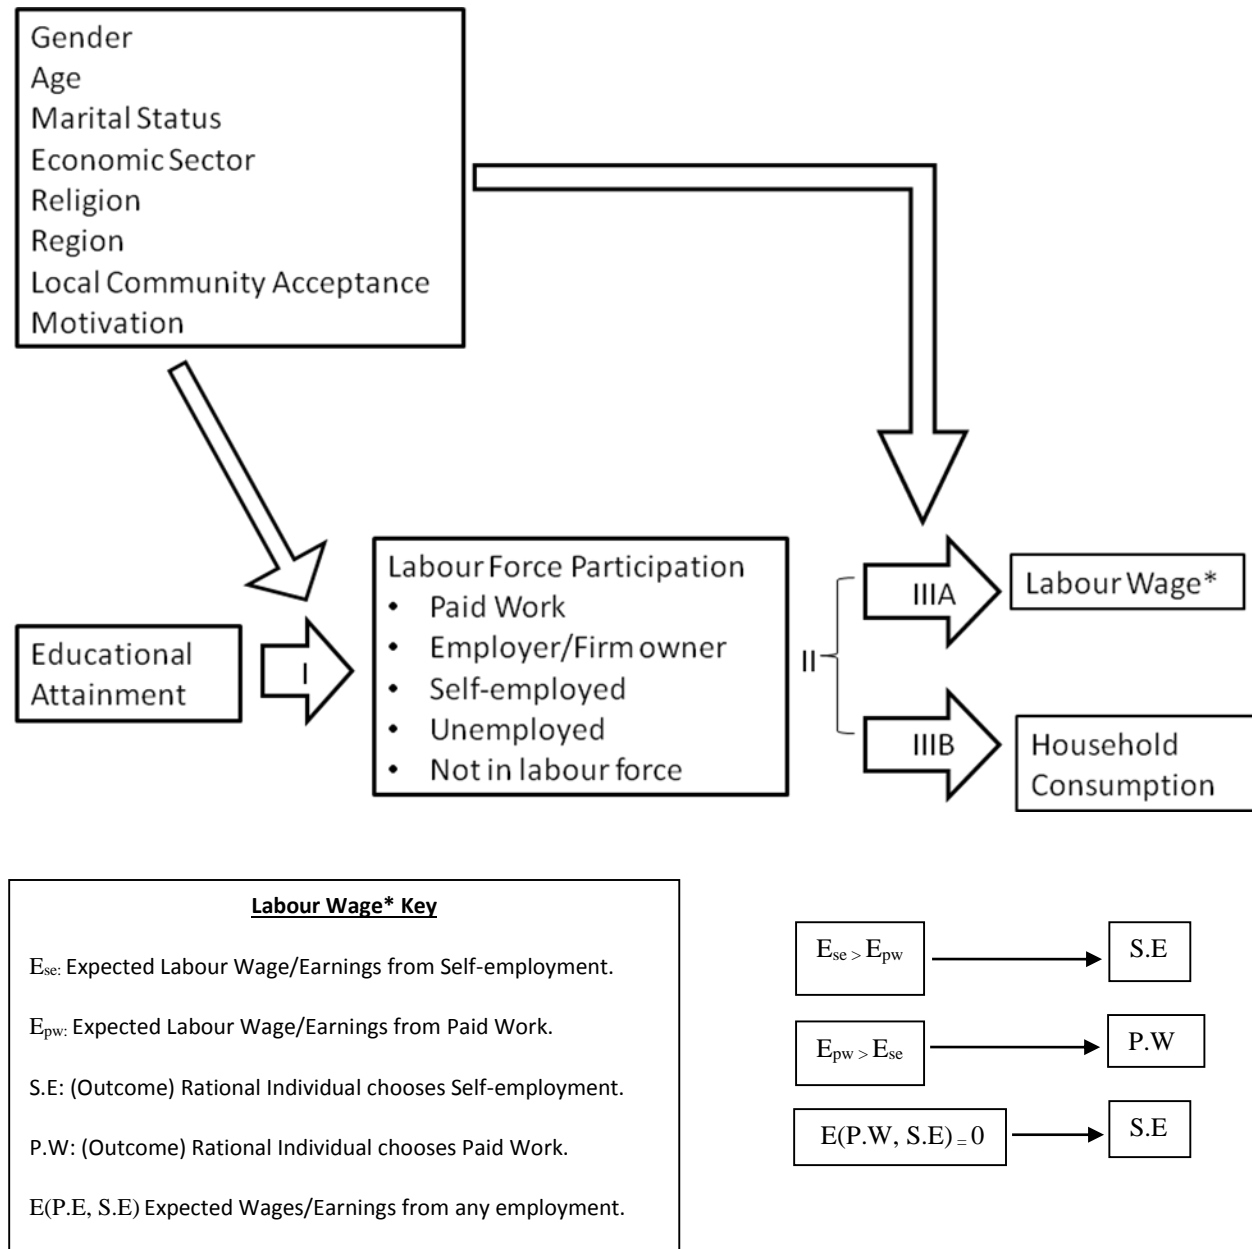 Gender
Age
Marital Status
Economic Sector
Religion
Region
Local Community Acceptance
Motivation
Educational
Attainment
I
Labour Force Participation
• Paid Work
• Employer/Firm owner
• Self-employed
• Unemployed
• Not in labour force
II
IIIA
Labour Wage*
IIIB
Household
Consumption
Labour Wage* Key
Ese: Expected Labour Wage/Earnings from Self-employment.
Epw: Expected Labour Wage/Earnings from Paid Work.
S.E: (Outcome) Rational Individual chooses Self-employment.
P.W: (Outcome) Rational Individual chooses Paid Work.
E(P.E, S.E) Expected Wages/Earnings from any employment.
Ese > Epw
S.E
Epw > Ese
P.W
E(P.W, S.E) = 0
S.E